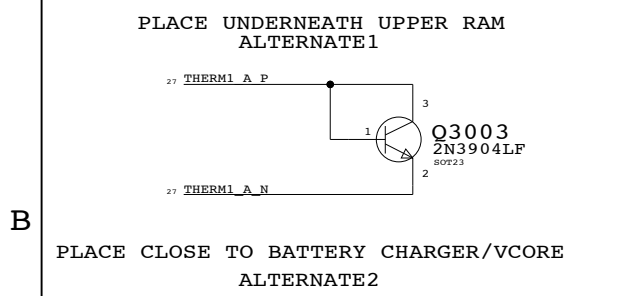 PLACE UNDERNEATH UPPER RAM
ALTERNATE1
27 THERM1_A_P
3
1
Q3003
2N3904LF
SOT23
2
27 THERM1_A_N
B
PLACE CLOSE TO BATTERY CHARGER/VCORE
ALTERNATE2